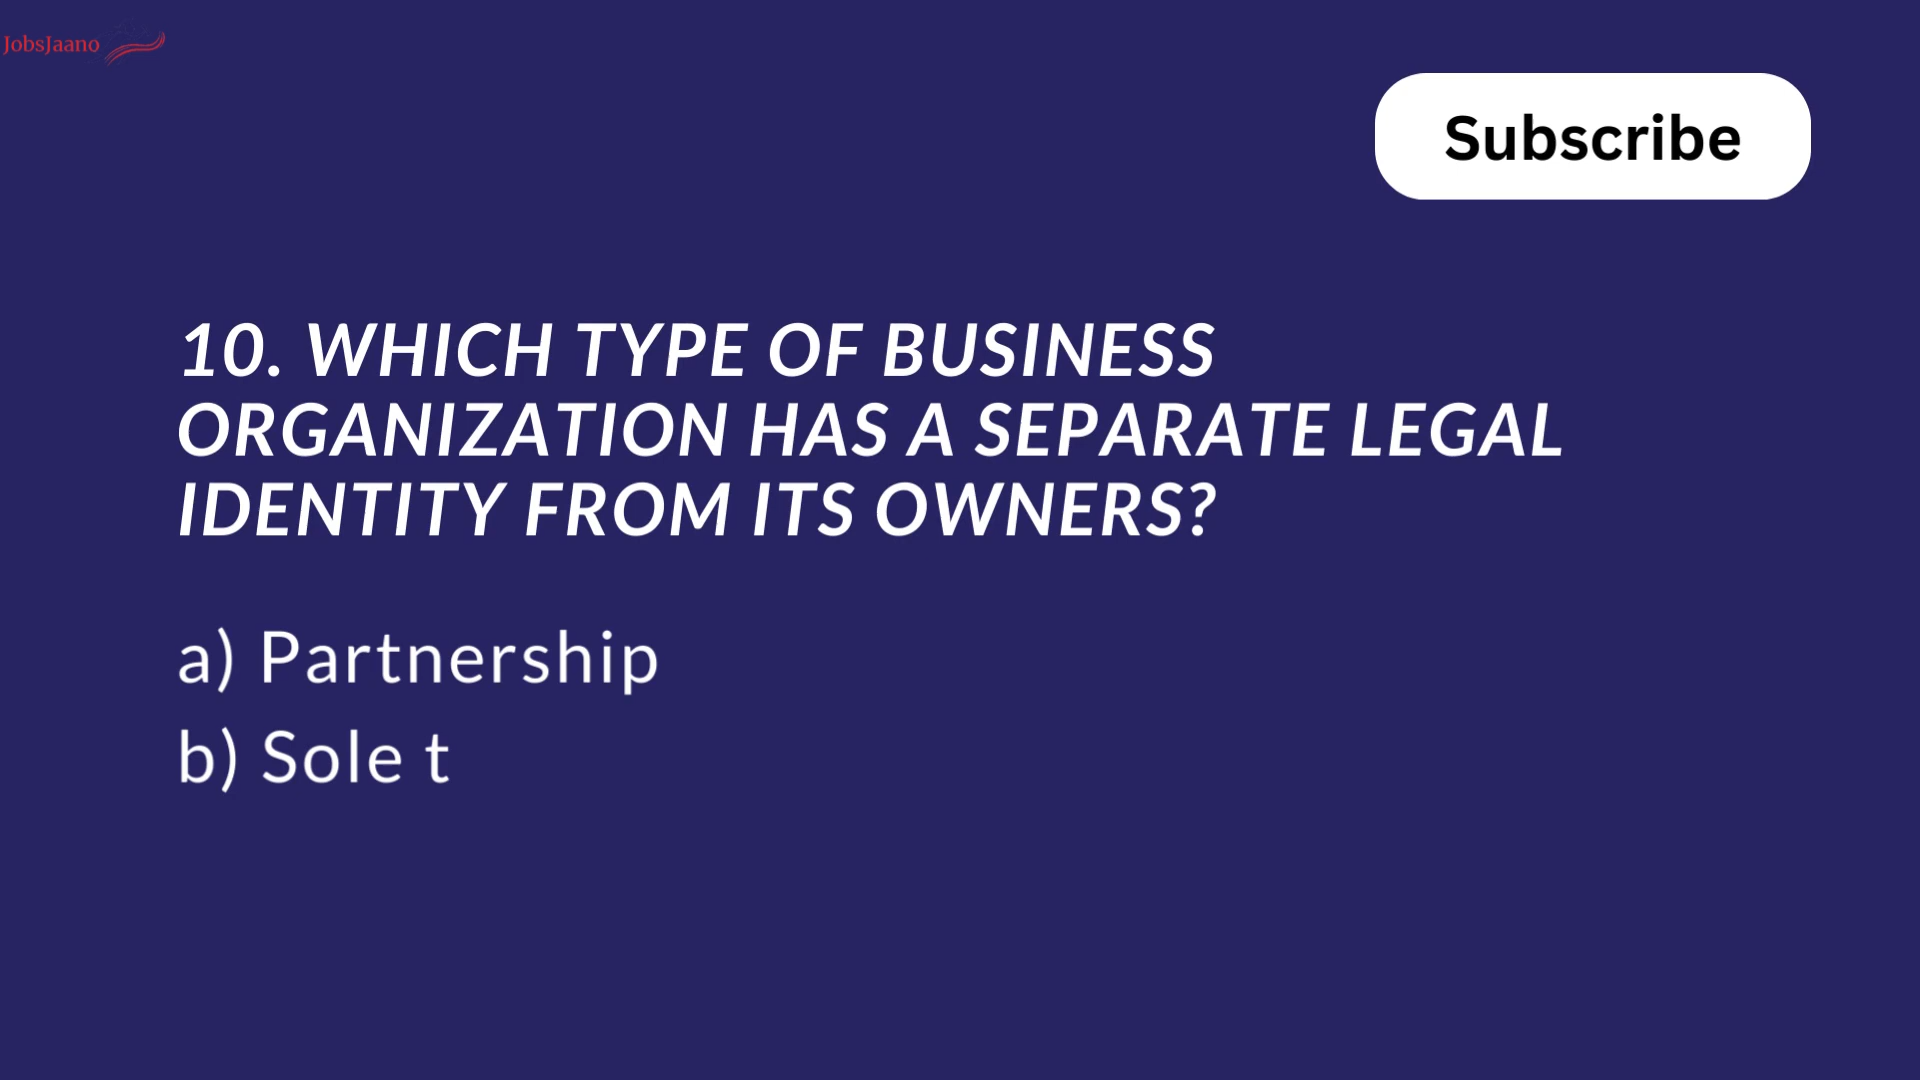 JobsJaano
Subscribe
10. WHICH TYPE OF BUSINESS
ORGANIZATION HAS A SEPARATE LEGAL
IDENTITY FROM ITS OWNERS?
a) Partnership
b) Sole t